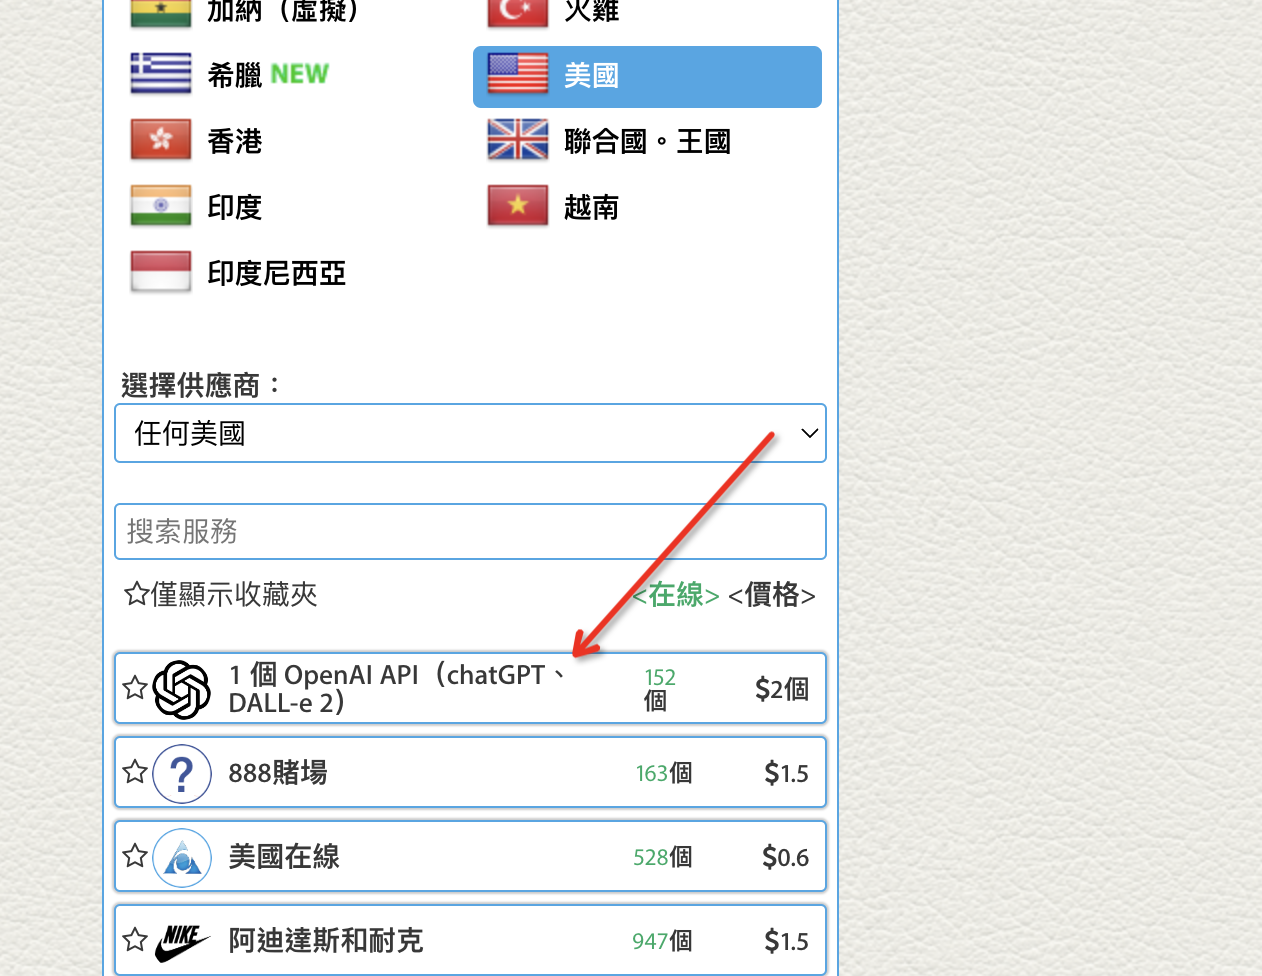 加納（虛擬）
火雞
希臘 NEW
美國
香港
聯合國。王國
印度
越南
印度尼西亞
選擇供應商：
任何美國
搜索服務
☆僅顯示收藏夾 <在線> <價格>
1 個 OpenAI API（chatGPT、
DALL-e 2）
152
個
$2個
? 888賭場 163個 $1.5
美國在線 528個 $0.6
NIKE 阿迪達斯和耐克 947個 $1.5